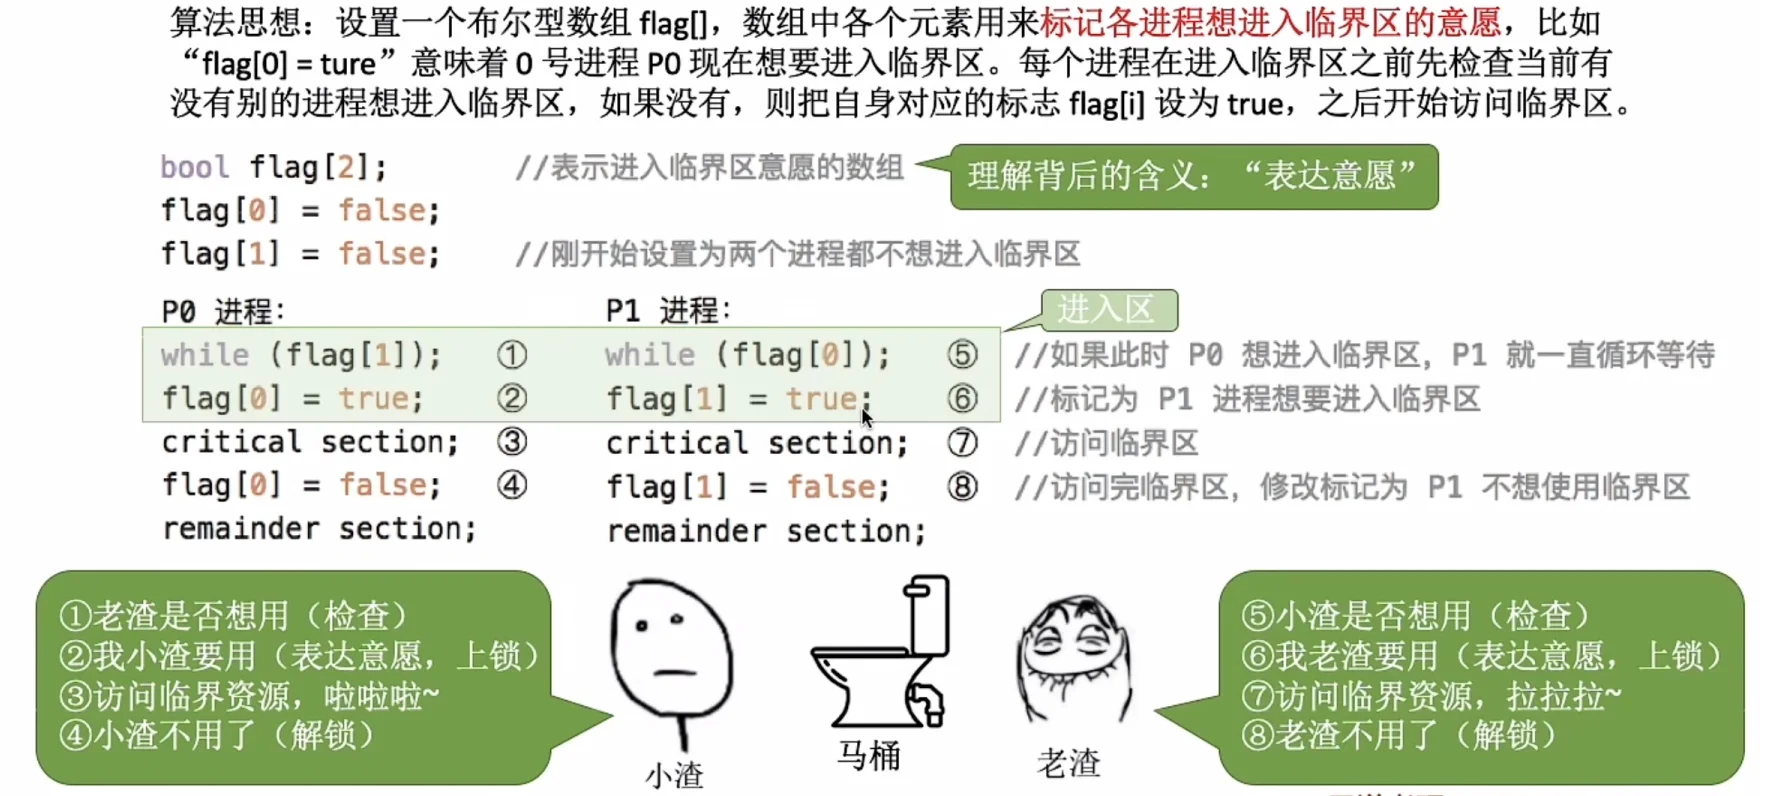 算法思想：设置一个布尔型数组 flag[]，数组中各个元素用来标记各进程想进入临界区的意愿，比如
“flag[0] = ture”意味着 0 号进程 P0 现在想要进入临界区。每个进程在进入临界区之前先检查当前有
没有别的进程想进入临界区，如果没有，则把自身对应的标志 flag[i] 设为 true，之后开始访问临界区。
bool flag[2]; //表示进入临界区意愿的数组
理解背后的含义：“表达意愿”
flag[0] = false;
flag[1] = false; //刚开始设置为两个进程都不想进入临界区
P0 进程： P1 进程：
进入区
while (flag[1]); ① while (flag[0]); ⑤ //如果此时 P0 想进入临界区，P1 就一直循环等待
flag[0] = true; ② flag[1] = true; ⑥ //标记为 P1 进程想要进入临界区
critical section; ③ critical section; ⑦ //访问临界区
flag[0] = false; ④ flag[1] = false; ⑧ //访问完临界区，修改标记为 P1 不想使用临界区
remainder section; remainder section;
①老渣是否想用（检查）
②我小渣要用（表达意愿，上锁）
③访问临界资源，啦啦啦~
④小渣不用了（解锁）
小渣
马桶
老渣
⑤小渣是否想用（检查）
⑥我老渣要用（表达意愿，上锁）
⑦访问临界资源，拉拉拉~
⑧老渣不用了（解锁）